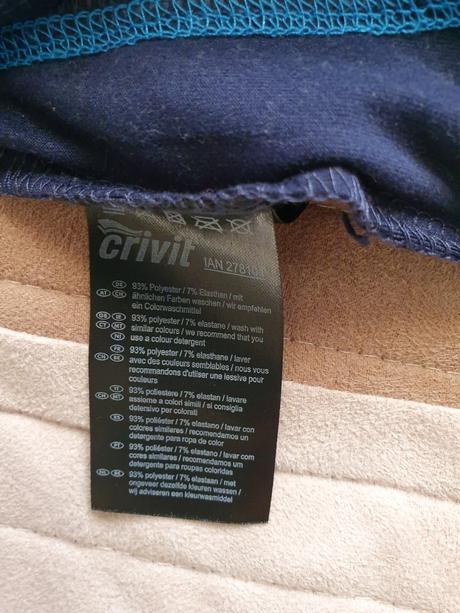 crivit
IAN
DE 93% Polyester / 7% Elasthan / mit
AT CH ähnlichen Farben waschen / wir empfehlen
ein Colorwaschmittel
GB IE 93% polyester / 7% elastane / wash with
CY MT similar colours / we recommend that you
NI use a colour detergent
FR 93% polyester / 7% élasthanne / laver
CH BE avec des couleurs semblables / nous vous
recommandons d'utiliser une lessive pour
couleurs
IT 93% poliestere / 7% elastan / lavare
CH MT assieme a colori simili / si consiglia
detersivo per colorati
ES 93% poliéster / 7% elastano / lavar con
colores similares / recomendamos un
detergente para ropa de color
PT 93% poliéster / 7% elastano / lavar com
cores similares / recomendamos um
detergente para roupas coloridas
NL BE 93% polyester / 7% elastaan / met
ongeveer dezelfde kleuren wassen /
wij adviseren een kleurwasmiddel